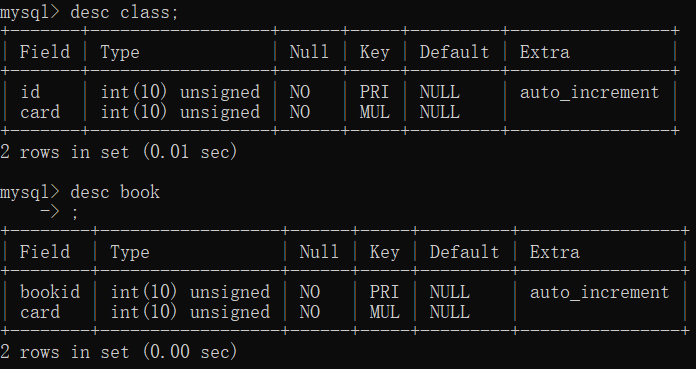 mysql> desc class;
+-------+------------------+------+-----+---------+----------------+
| Field | Type             | Null | Key | Default | Extra          |
+-------+------------------+------+-----+---------+----------------+
| id    | int(10) unsigned | NO   | PRI | NULL    | auto_increment |
| card  | int(10) unsigned | NO   | MUL | NULL    |                |
+-------+------------------+------+-----+---------+----------------+
2 rows in set (0.01 sec)

mysql> desc book
    -> ;
+--------+------------------+------+-----+---------+----------------+
| Field  | Type             | Null | Key | Default | Extra          |
+--------+------------------+------+-----+---------+----------------+
| bookid | int(10) unsigned | NO   | PRI | NULL    | auto_increment |
| card   | int(10) unsigned | NO   | MUL | NULL    |                |
+--------+------------------+------+-----+---------+----------------+
2 rows in set (0.00 sec)